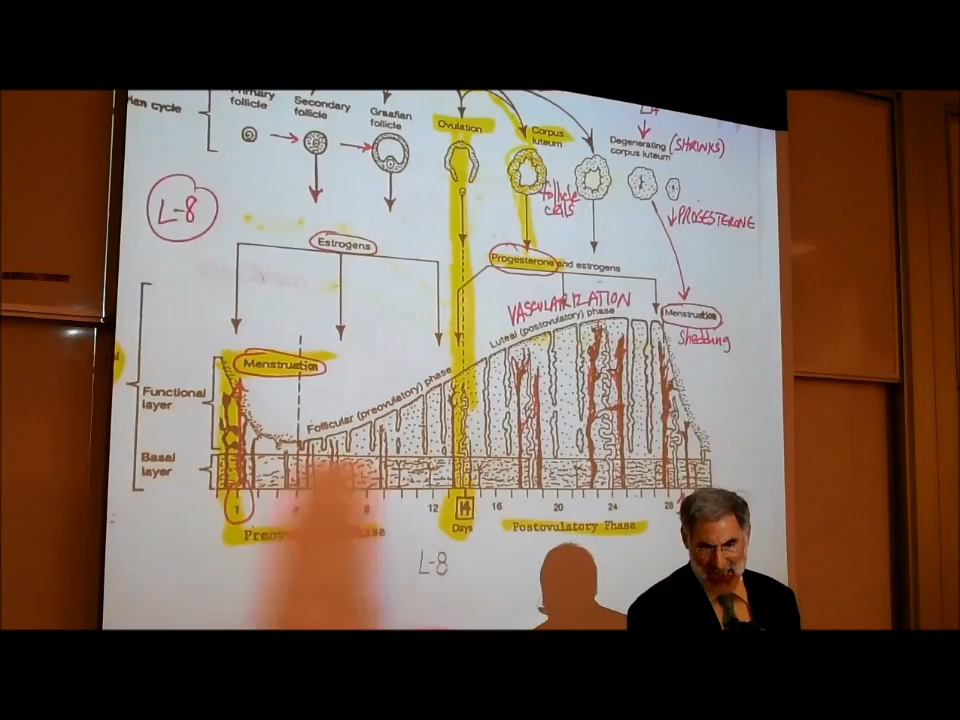 cycle
Primary
follicle
Secondary
follicle
Graafian
follicle
Ovulation
Corpus
luteum
Degenerating (SHRINKS)
corpus luteum
follicle
cells
↓PROGESTERONE
L-8
Estrogens
Progesterone and estrogens
VASCULARIZATION
Luteal (postovulatory) phase
Menstruation
Shedding
Menstruation
Follicular (preovulatory) phase
Functional
layer
Basal
layer
1 4 8 12 14 16 20 24 28
Days
Postovulatory Phase
L-8